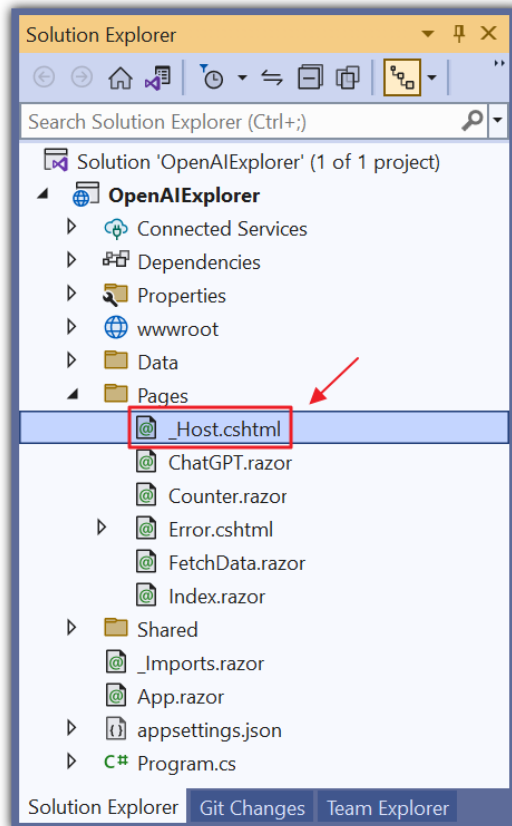 Solution Explorer
Search Solution Explorer (Ctrl+;)
Solution 'OpenAIExplorer' (1 of 1 project)
OpenAIExplorer
Connected Services
Dependencies
Properties
wwwroot
Data
Pages
_Host.cshtml
ChatGPT.razor
Counter.razor
Error.cshtml
FetchData.razor
Index.razor
Shared
_Imports.razor
App.razor
appsettings.json
C# Program.cs
Solution Explorer Git Changes Team Explorer